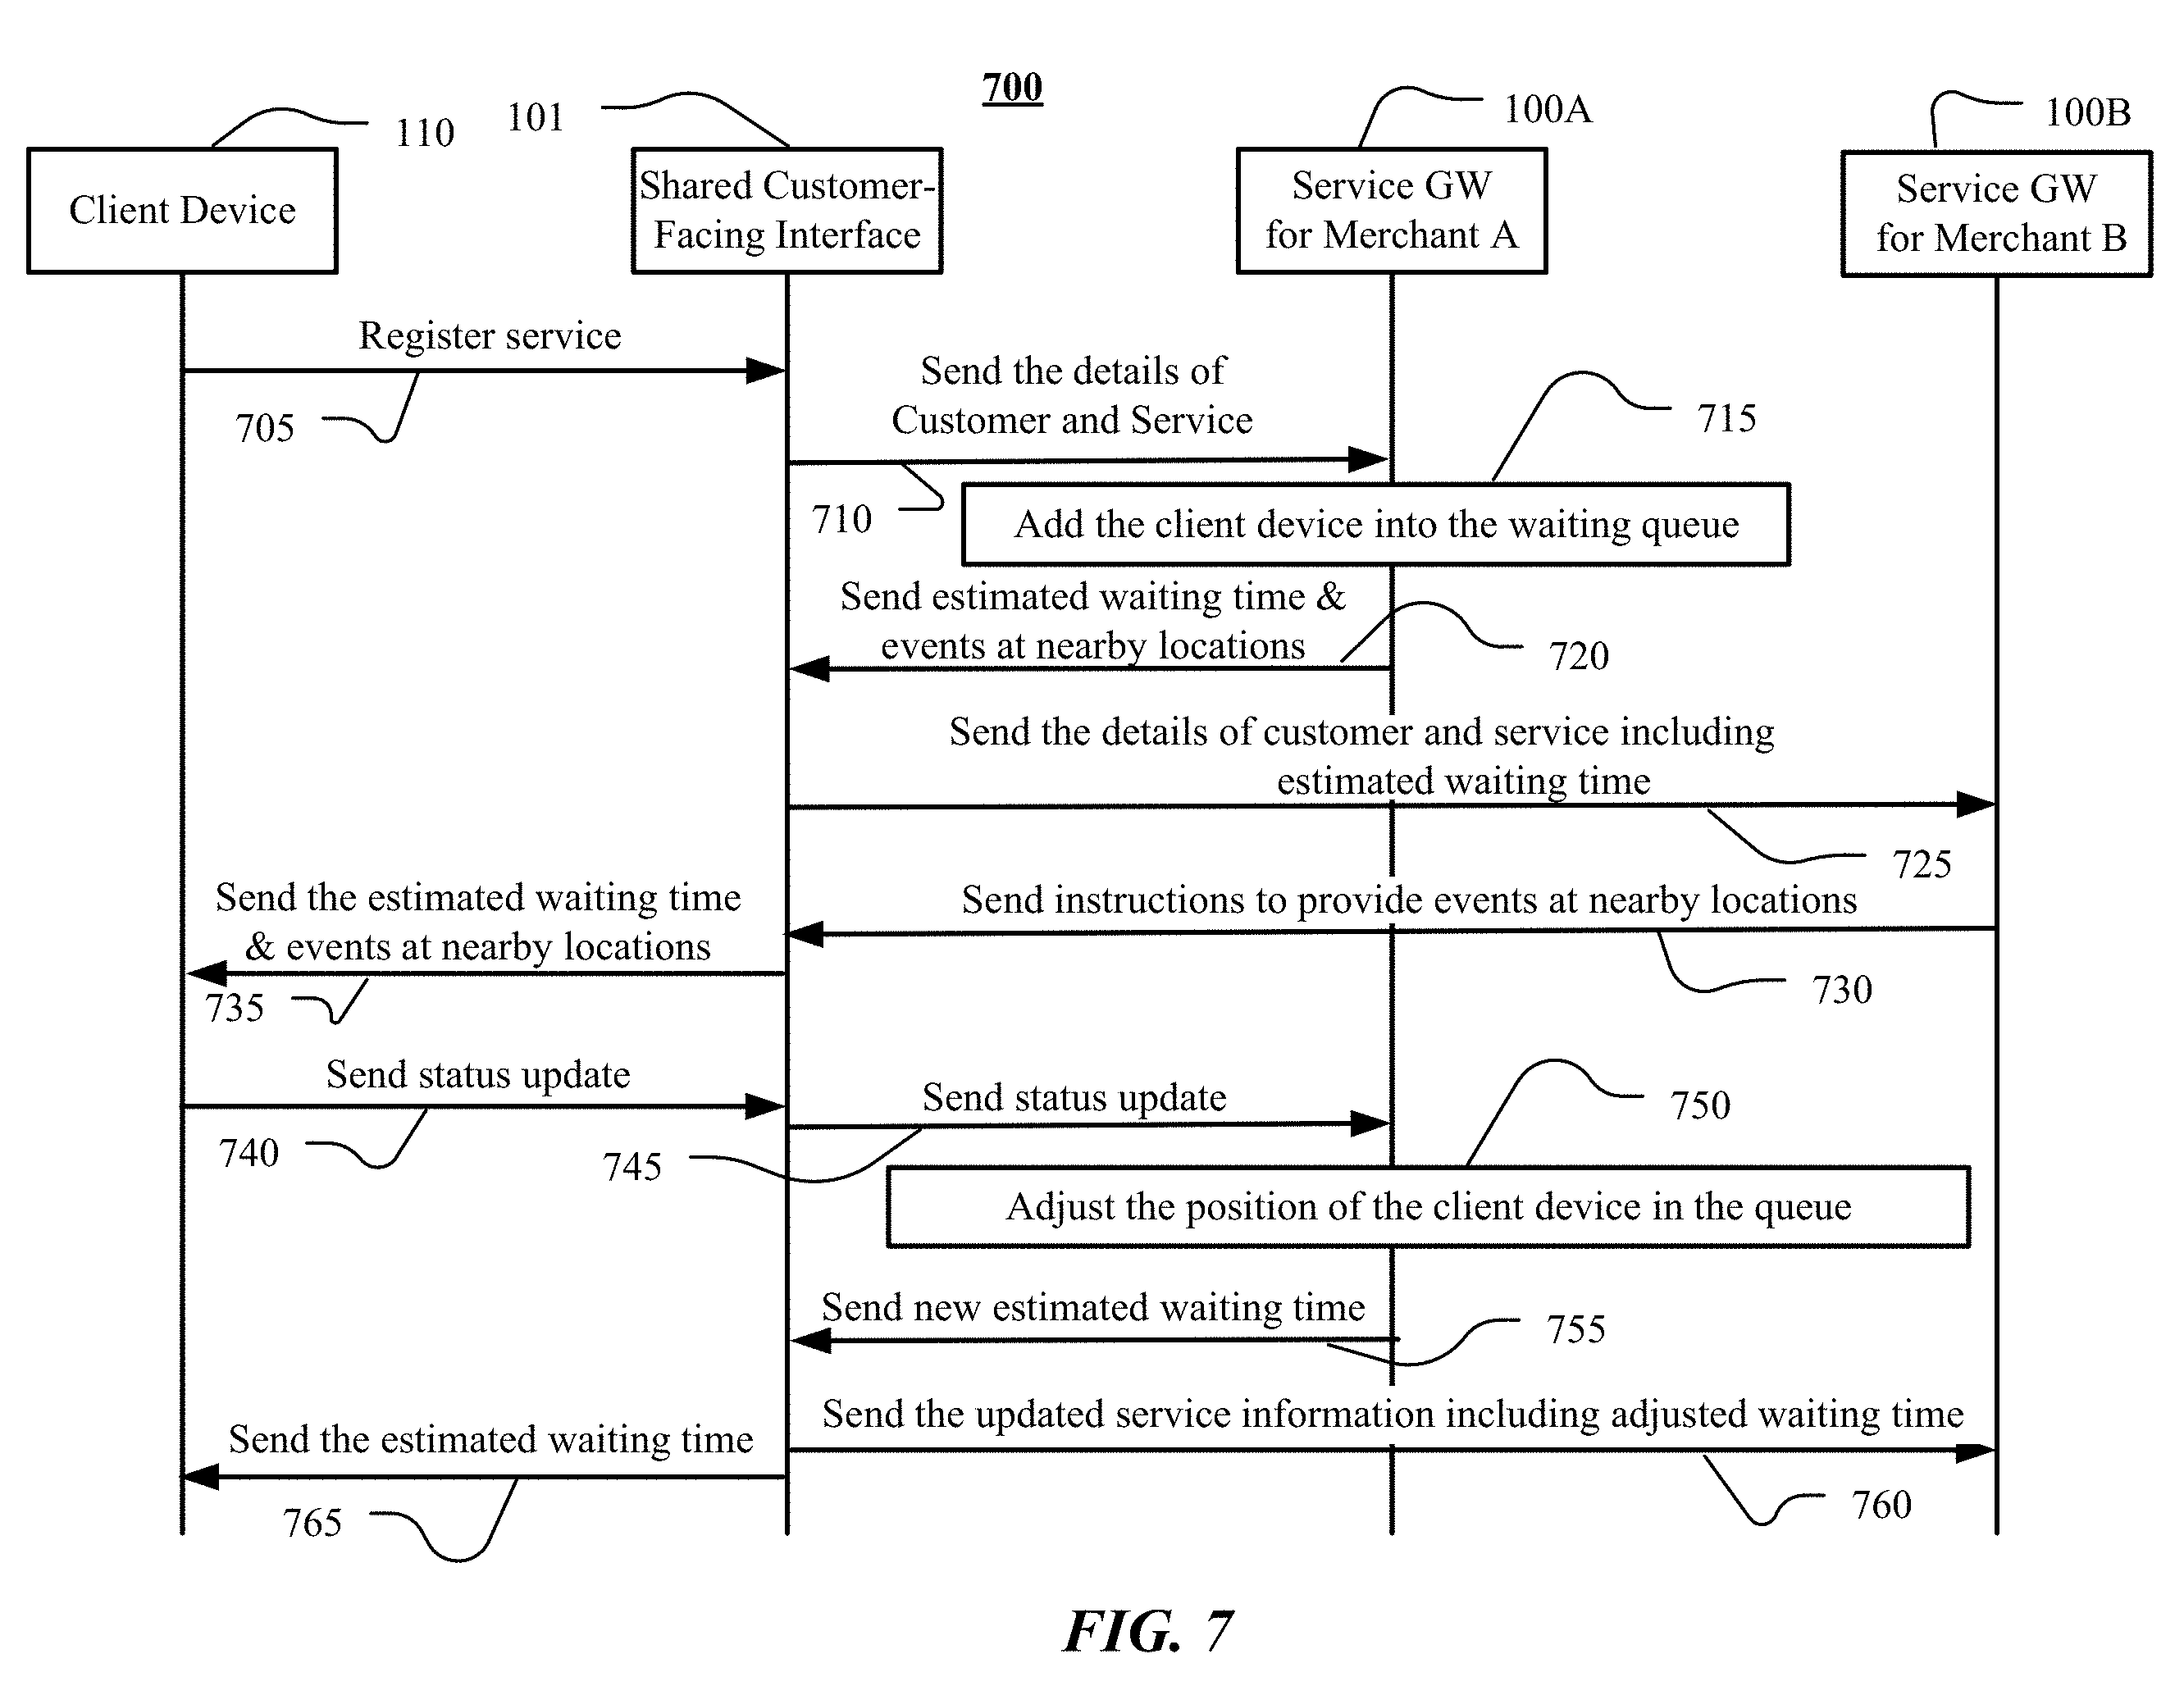 700
110
101
100A
100B
Client Device
Shared Customer-
Facing Interface
Service GW
for Merchant A
Service GW
for Merchant B
Register service
705
Send the details of
Customer and Service
710
715
Add the client device into the waiting queue
Send estimated waiting time &
events at nearby locations
720
Send the details of customer and service including
estimated waiting time
725
Send instructions to provide events at nearby locations
730
Send the estimated waiting time
& events at nearby locations
735
Send status update
740
Send status update
745
750
Adjust the position of the client device in the queue
Send new estimated waiting time
755
Send the updated service information including adjusted waiting time
760
Send the estimated waiting time
765
FIG. 7